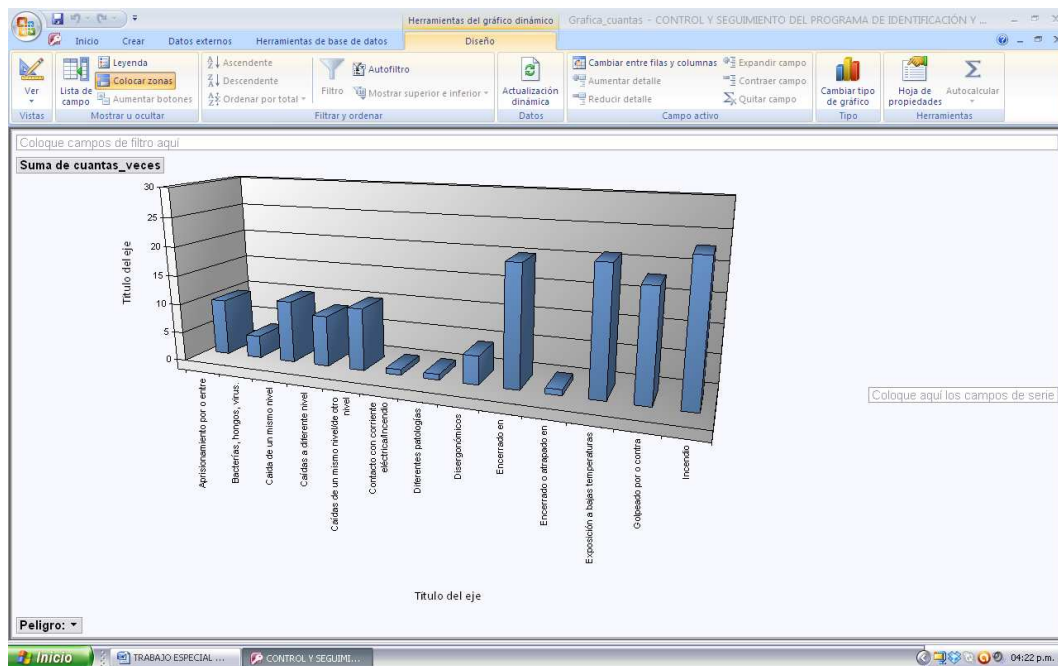 Herramientas del gráfico dinámico
Grafica_cuantas - CONTROL Y SEGUIMIENTO DEL PROGRAMA DE IDENTIFICACIÓN Y ...
Inicio
Crear
Datos externos
Herramientas de base de datos
Diseño
Ver
Vistas
Lista de campo
Leyenda
Colocar zonas
Aumentar botones
Mostrar u ocultar
Ascendente
Descendente
Ordenar por total
Filtro
Autofiltro
Mostrar superior e inferior
Filtrar y ordenar
Actualización dinámica
Datos
Cambiar entre filas y columnas
Aumentar detalle
Reducir detalle
Expandir campo
Contraer campo
Quitar campo
Campo activo
Cambiar tipo de gráfico
Tipo
Hoja de propiedades
Autocalcular
Herramientas
Coloque campos de filtro aquí
Suma de cuantas_veces
30
25
20
15
10
5
0
Titulo del eje
Aprisionamiento por o entre
Bacterías, hongos, virus.
Caida de un mismo nivel
Caídas a diferente nivel
Caídas de un mismo nivel/de otro nivel
Contacto con corriente eléctrica/Incendio
Diferentes patologías
Disergonómicos
Encerrado en
Encerrado o atrapado en
Exposición a bajas temperaturas
Golpeado por o contra
Incendio
Titulo del eje
Coloque aquí los campos de serie
Peligro:
Inicio
TRABAJO ESPECIAL ...
CONTROL Y SEGUIMI...
04:22 p.m.